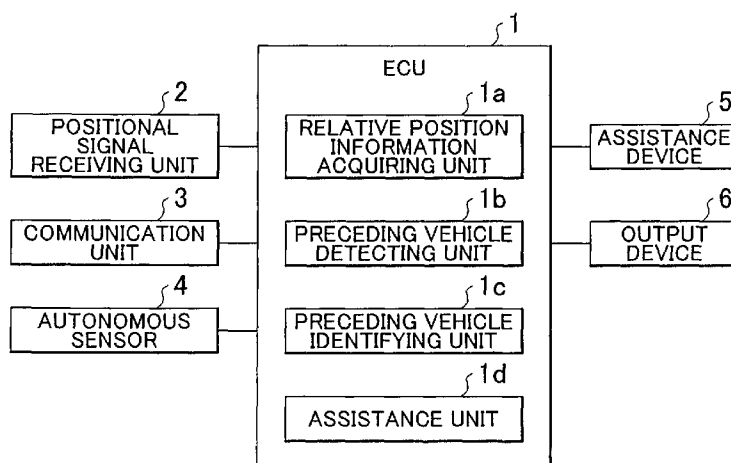 1
ECU
2
POSITIONAL
SIGNAL
RECEIVING UNIT
3
COMMUNICATION
UNIT
4
AUTONOMOUS
SENSOR
1a
RELATIVE POSITION
INFORMATION
ACQUIRING UNIT
1b
PRECEDING VEHICLE
DETECTING UNIT
1c
PRECEDING VEHICLE
IDENTIFYING UNIT
1d
ASSISTANCE UNIT
5
ASSISTANCE
DEVICE
6
OUTPUT
DEVICE